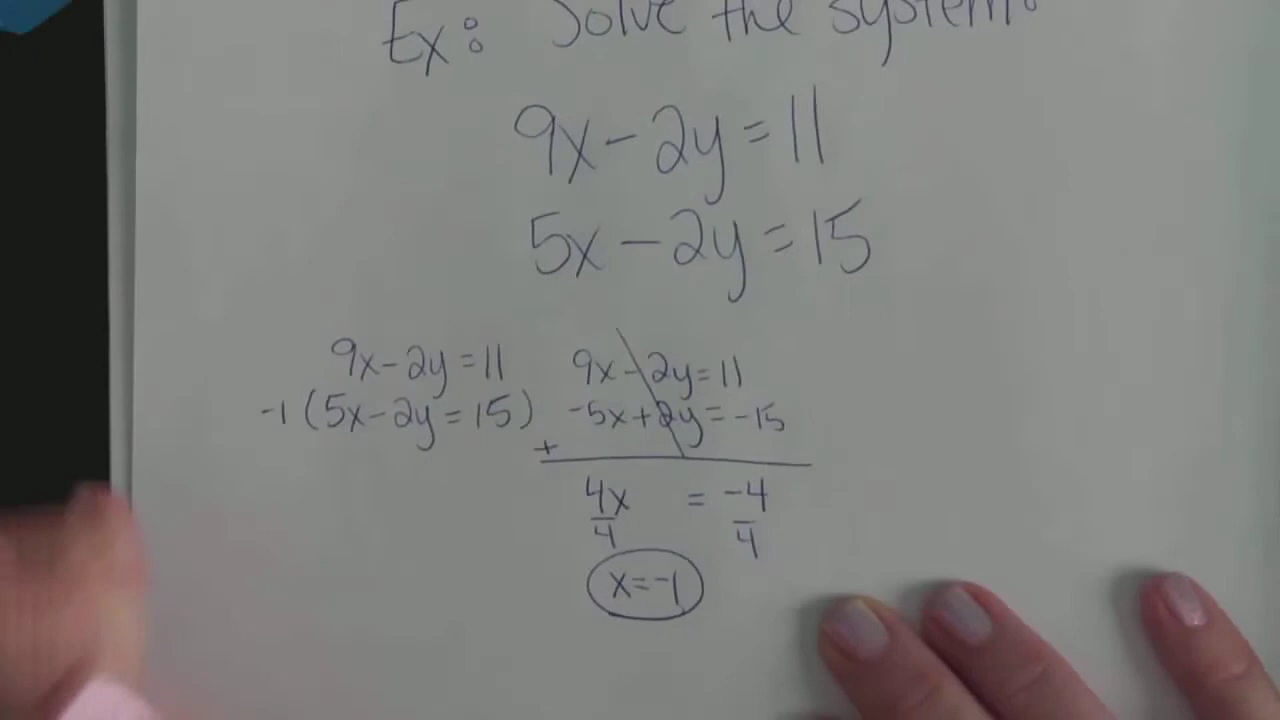 Ex: Solve the system:
9x-2y=11
5x-2y=15
9x-2y=11
-1(5x-2y=15)
9x-2y=11
-5x+2y=-15
+
4x = -4
4 4
x=-1